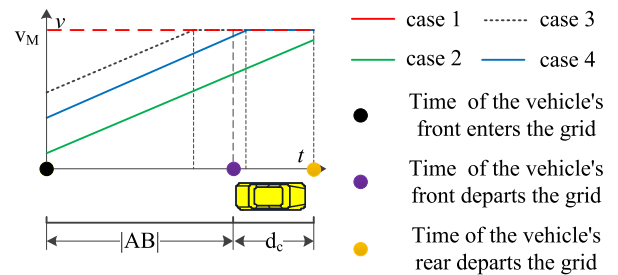 v
v_M
t
|AB|
d_c
case 1
case 3
case 2
case 4
Time of the vehicle's
front enters the grid
Time of the vehicle's
front departs the grid
Time of the vehicle's
rear departs the grid